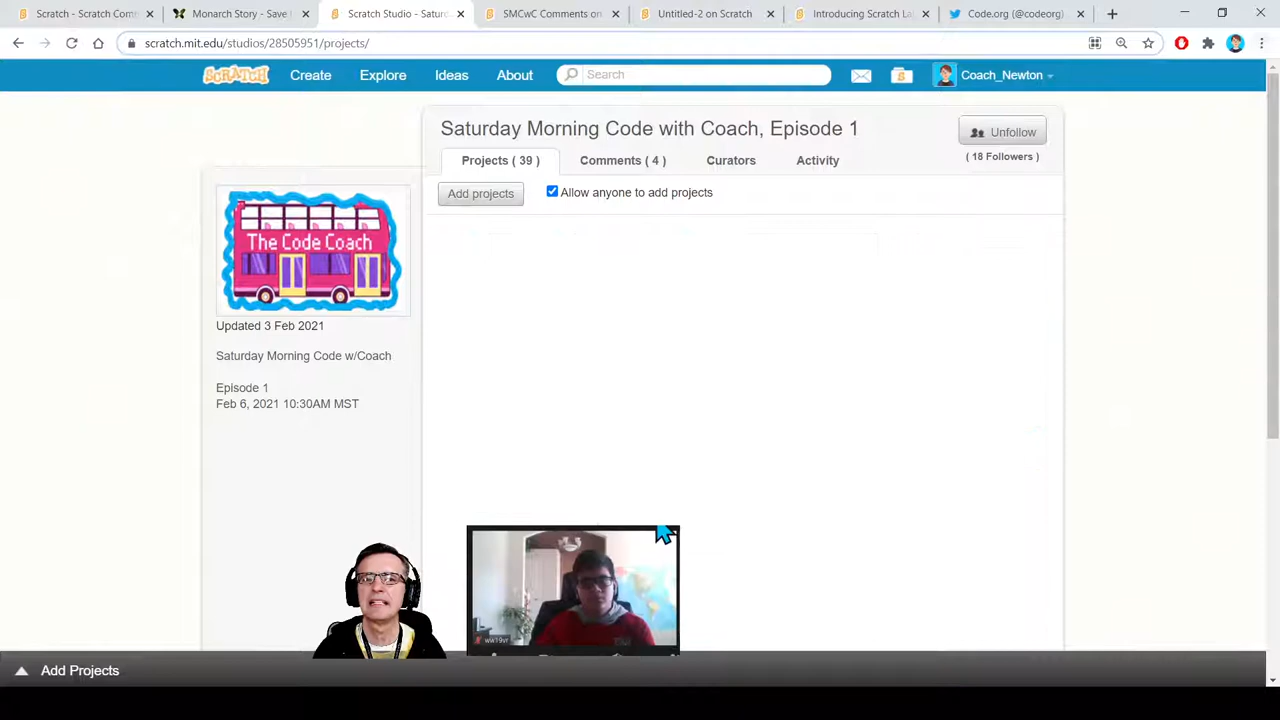 Scratch - Scratch Com
Monarch Story - Save
Scratch Studio - Satur
SMCwC Comments on
Untitled-2 on Scratch
Introducing Scratch La
Code.org (@codeorg)
scratch.mit.edu/studios/28505951/projects/
SCRATCH
Create
Explore
Ideas
About
Search
Coach_Newton
Saturday Morning Code with Coach, Episode 1
Unfollow
( 18 Followers )
Projects ( 39 )
Comments ( 4 )
Curators
Activity
Add projects
Allow anyone to add projects
The Code Coach
Updated 3 Feb 2021
Saturday Morning Code w/Coach
Episode 1
Feb 6, 2021 10:30AM MST
ww19vr
Add Projects